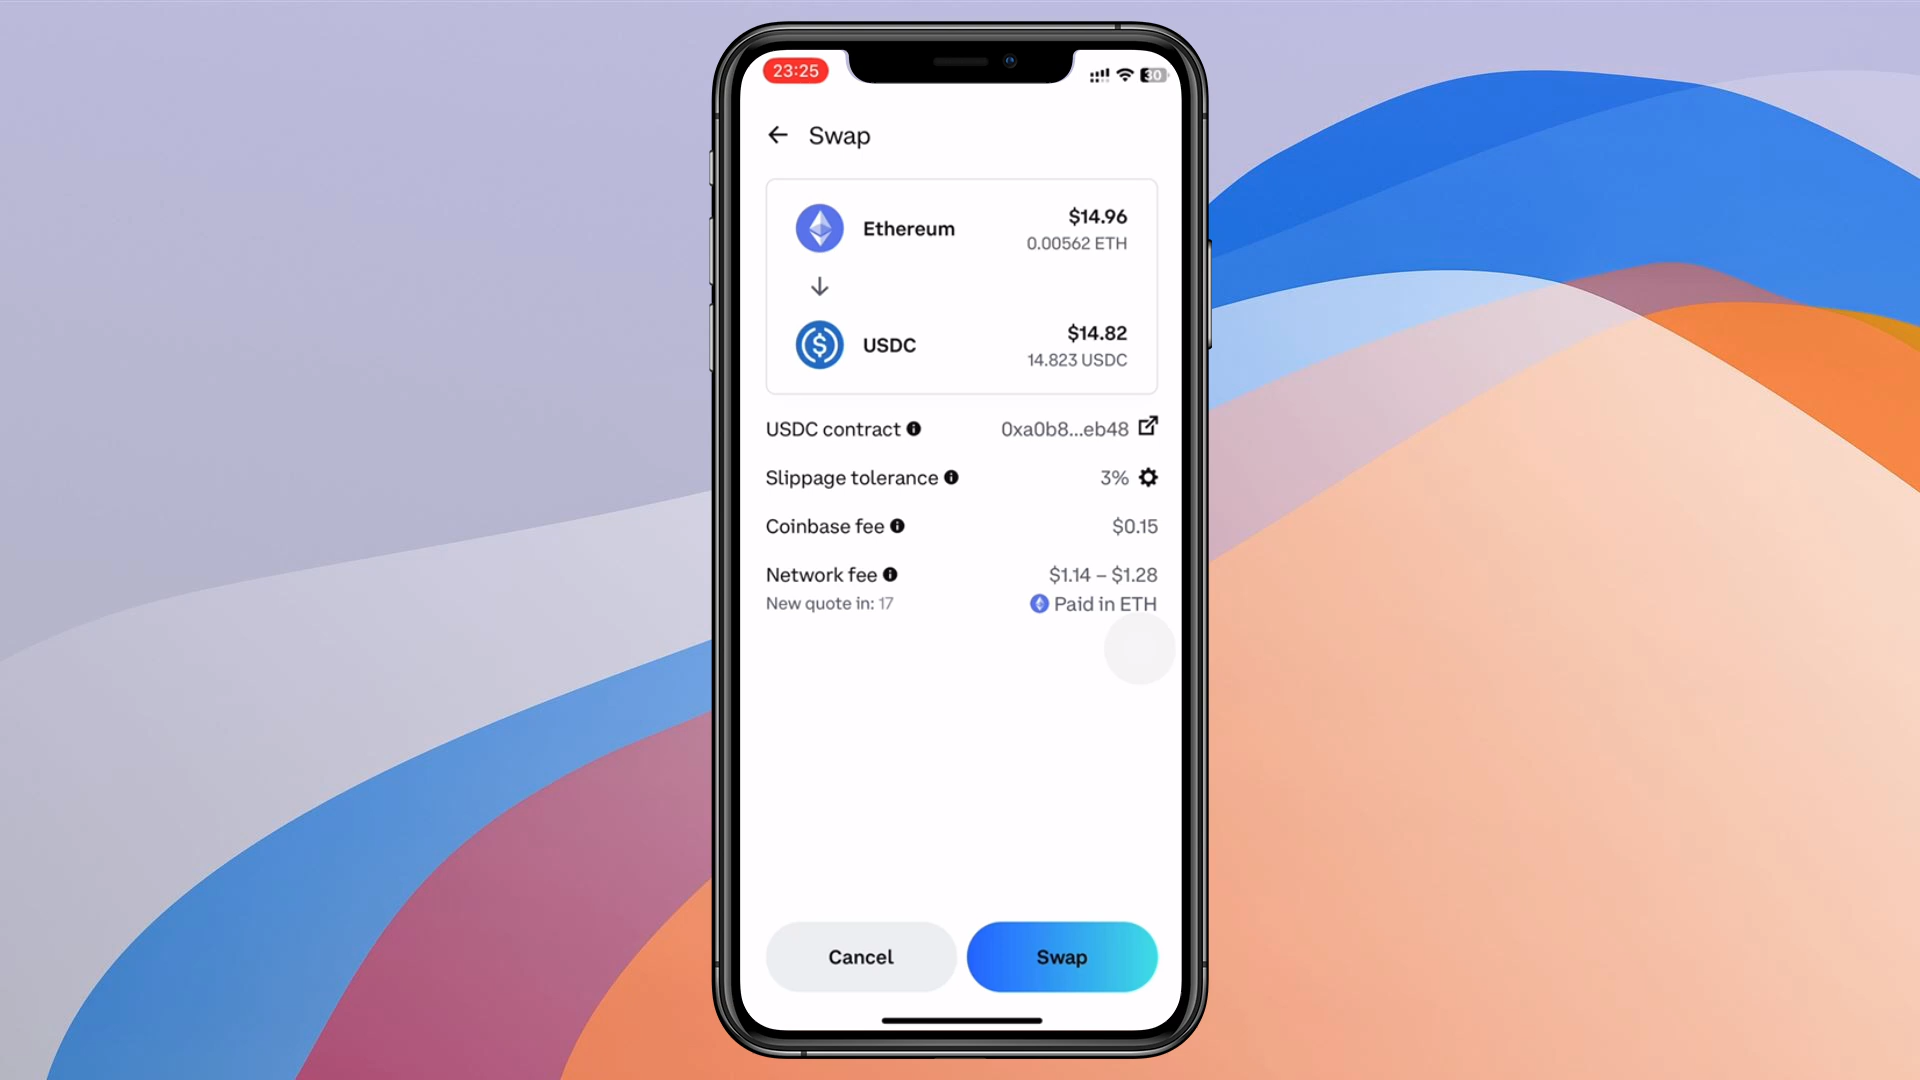 23:25
30
Swap
Ethereum
$14.96
0.00562 ETH
USDC
$14.82
14.823 USDC
USDC contract
0xa0b8...eb48
Slippage tolerance
3%
Coinbase fee
$0.15
Network fee
$1.14 – $1.28
New quote in: 17
Paid in ETH
Cancel
Swap